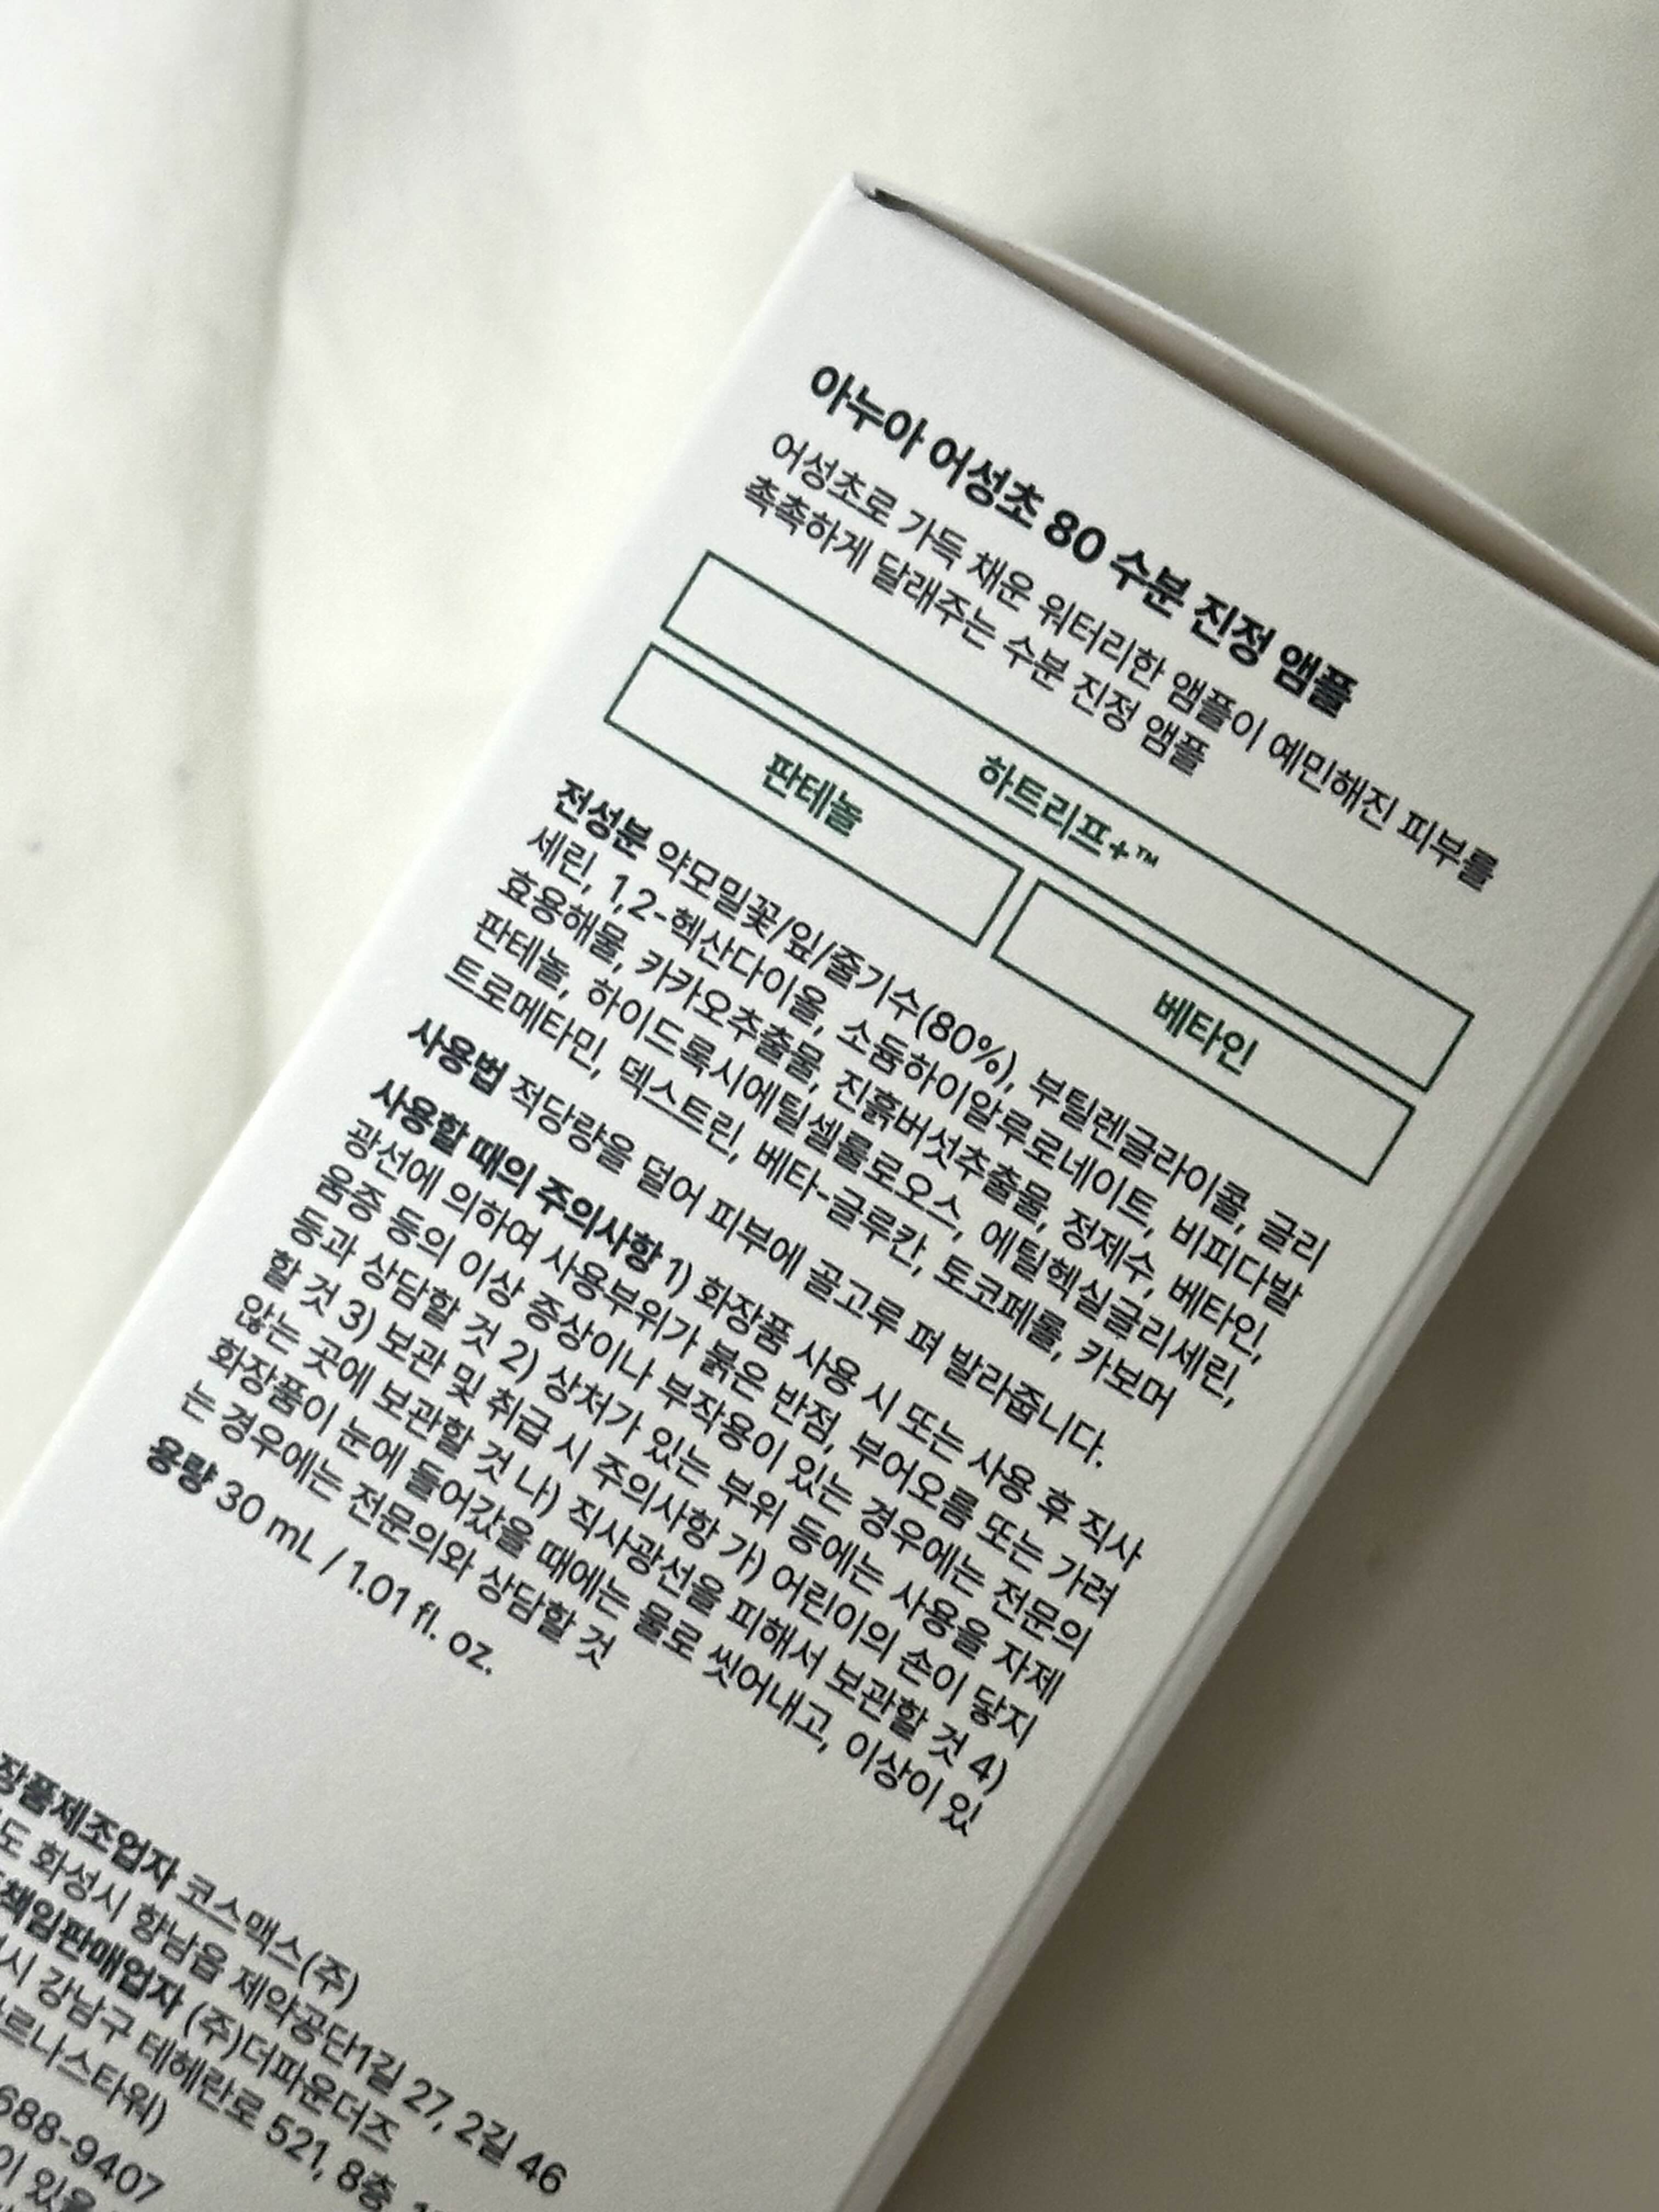 아누아 어성초 80 수분 진정 앰플
어성초로 가득 채운 워터리한 앰플이 예민해진 피부를
촉촉하게 달래주는 수분 진정 앰플
하트리프+™
판테놀
베타인
전성분 약모밀꽃/잎/줄기수(80%), 부틸렌글라이콜, 글리
세린, 1,2-헥산다이올, 소듐하이알루로네이트, 비피다발
효용해물, 카카오추출물, 진흙버섯추출물, 정제수, 베타인,
판테놀, 하이드록시에틸셀룰로오스, 에틸헥실글리세린,
트로메타민, 덱스트린, 베타-글루칸, 토코페롤, 카보머
사용법 적당량을 덜어 피부에 골고루 펴 발라줍니다.
사용할 때의 주의사항 1) 화장품 사용 시 또는 사용 후 직사
광선에 의하여 사용부위가 붉은 반점, 부어오름 또는 가려
움증 등의 이상 증상이나 부작용이 있는 경우에는 전문의
등과 상담할 것 2) 상처가 있는 부위 등에는 사용을 자제
할 것 3) 보관 및 취급 시 주의사항 가) 어린이의 손이 닿지
않는 곳에 보관할 것 나) 직사광선을 피해서 보관할 것 4)
화장품이 눈에 들어갔을 때에는 물로 씻어내고, 이상이 있
는 경우에는 전문의와 상담할 것
용량 30 mL / 1.01 fl. oz.
장품제조업자 코스맥스(주)
도 화성시 향남읍 제약공단1길 27, 2길 46
책임판매업자 (주)더파운더즈
시 강남구 테헤란로 521, 8층
르나스타워)
688-9407
이 있을